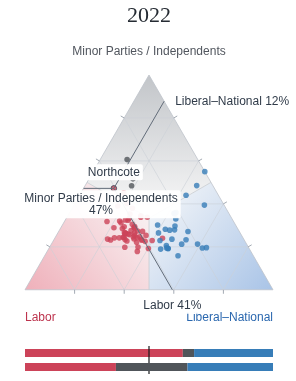 2022
Minor Parties / Independents
Liberal–National 12%
Northcote
Minor Parties / Independents
47%
Labor 41%
Labor
Liberal–National